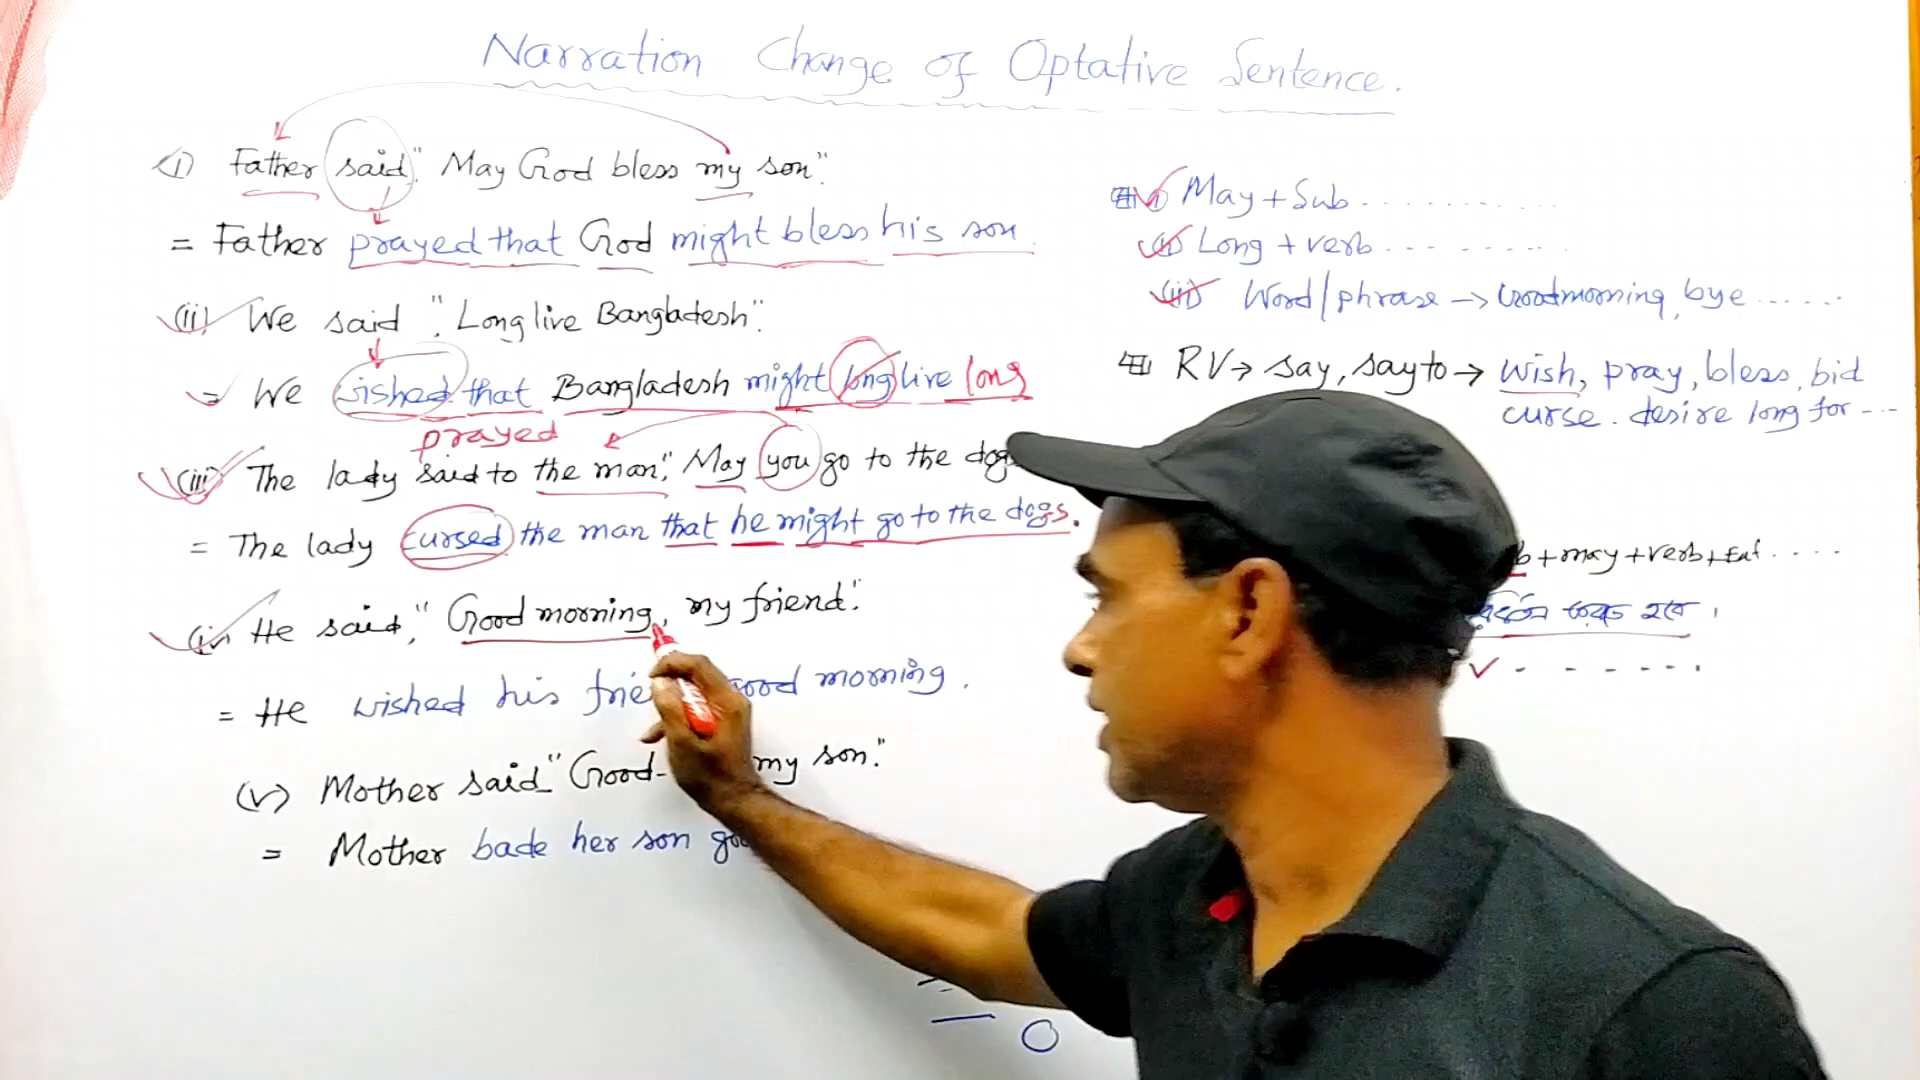 Narration Change of Optative Sentence.
(i) Father said "May God bless my son".
= Father prayed that God might bless his son.
(ii) We said, "Long live Bangladesh".
= We wished that Bangladesh might long live long
prayed
(iii) The lady said to the man," May you go to the dog
= The lady cursed the man that he might go to the dogs.
(iv) He said," Good morning, my friend".
= He wished his frie good morning.
(v) Mother said "Good- my son."
= Mother bade her son go
(i) May + Sub ............
(ii) Long + verb ............
(iii) Word/phrase → Goodmorning, bye ......
RV → say, say to → wish, pray, bless, bid
curse. desire long for ---
b + may + verb + Ext....
হবে।